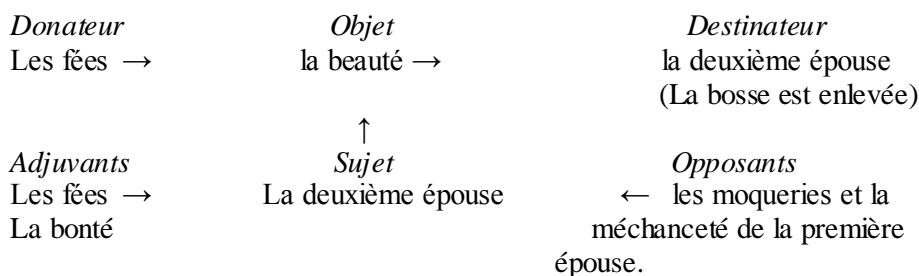 Donateur Objet Destinateur
Les fées → la beauté → la deuxième épouse
(La bosse est enlevée)
↑
Adjuvants Sujet Opposants
Les fées → La deuxième épouse ← les moqueries et la
La bonté méchanceté de la première
épouse.